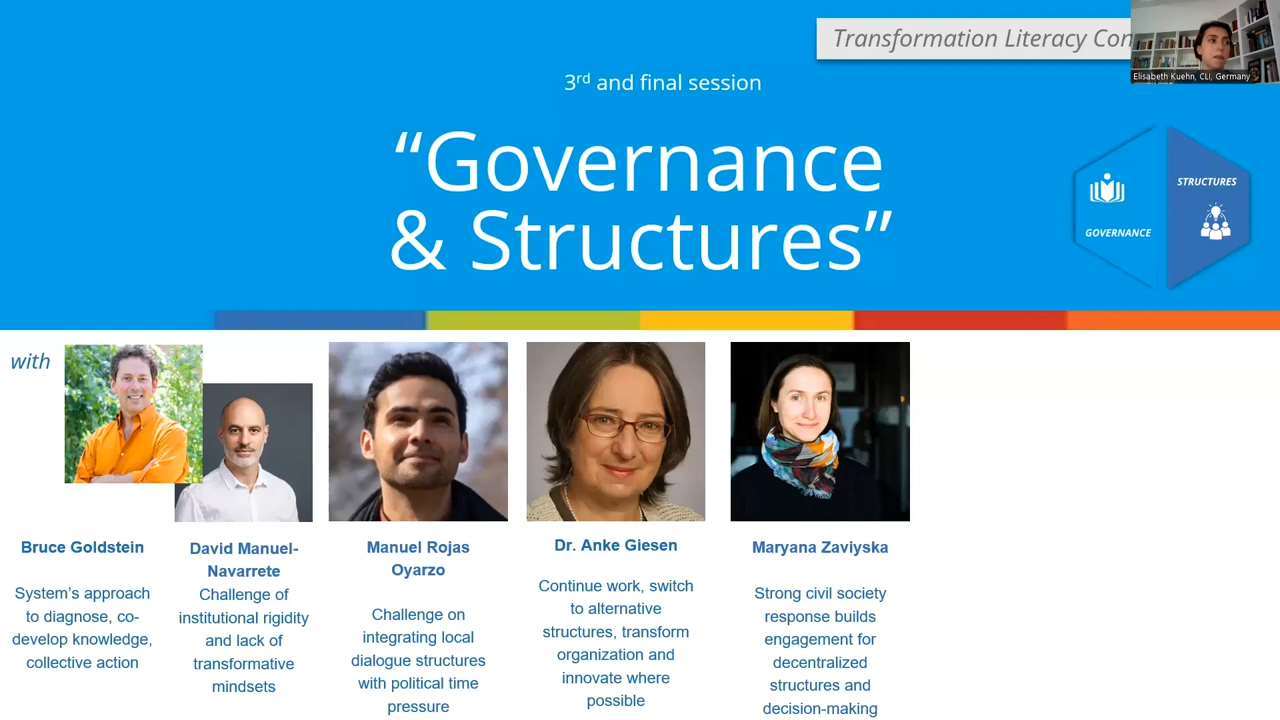 Transformation Literacy Con
Elisabeth Kuehn, CLI, Germany
3rd and final session
“Governance
& Structures”
STRUCTURES
GOVERNANCE
with
Bruce Goldstein
System’s approach
to diagnose, co-
develop knowledge,
collective action
David Manuel-
Navarrete
Challenge of
institutional rigidity
and lack of
transformative
mindsets
Manuel Rojas
Oyarzo
Challenge on
integrating local
dialogue structures
with political time
pressure
Dr. Anke Giesen
Continue work, switch
to alternative
structures, transform
organization and
innovate where
possible
Maryana Zaviyska
Strong civil society
response builds
engagement for
decentralized
structures and
decision-making